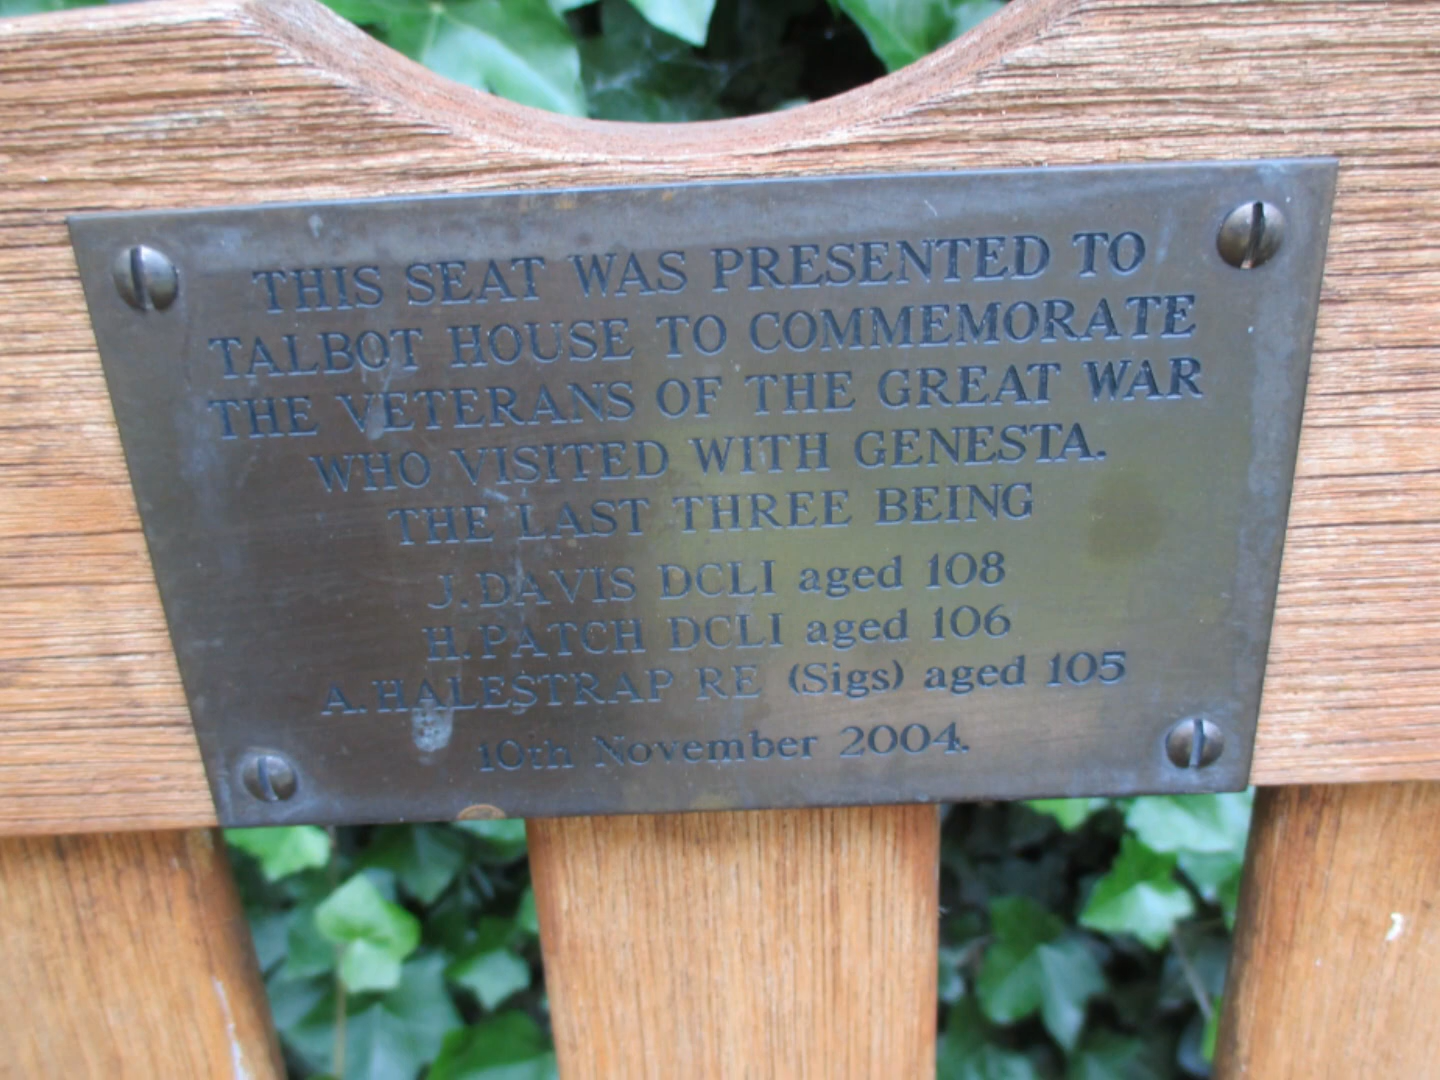 THIS SEAT WAS PRESENTED TO
TALBOT HOUSE TO COMMEMORATE
THE VETERANS OF THE GREAT WAR
WHO VISITED WITH GENESTA.
THE LAST THREE BEING
J. DAVIS DCLI aged 108
H. PATCH DCLI aged 106
A. HALESTRAP RE (Sigs) aged 105
10th November 2004.